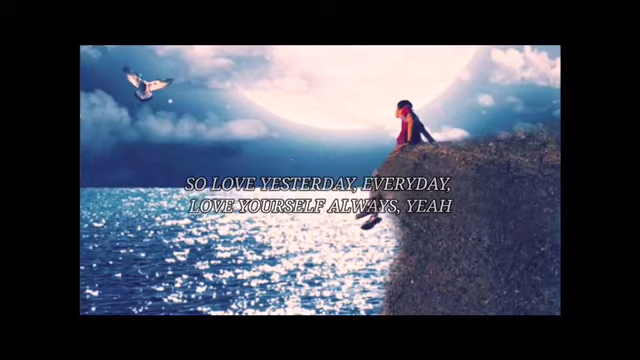 SO LOVE YESTERDAY, EVERYDAY,
LOVE YOURSELF ALWAYS, YEAH